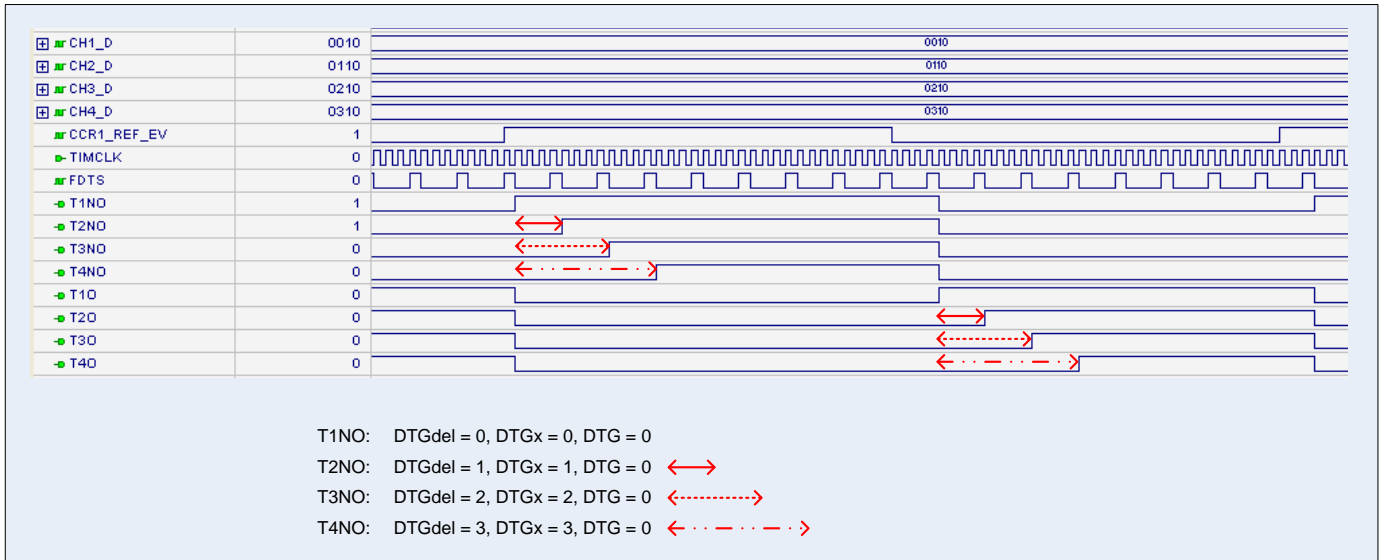 CH1_D 0010 0010
CH2_D 0110 0110
CH3_D 0210 0210
CH4_D 0310 0310
CCR1_REF_EV 1
TIMCLK 0
FDTS 0
T1NO 1
T2NO 1
T3NO 0
T4NO 0
T1O 0
T2O 0
T3O 0
T4O 0
T1NO: DTGdel = 0, DTGx = 0, DTG = 0
T2NO: DTGdel = 1, DTGx = 1, DTG = 0
T3NO: DTGdel = 2, DTGx = 2, DTG = 0
T4NO: DTGdel = 3, DTGx = 3, DTG = 0